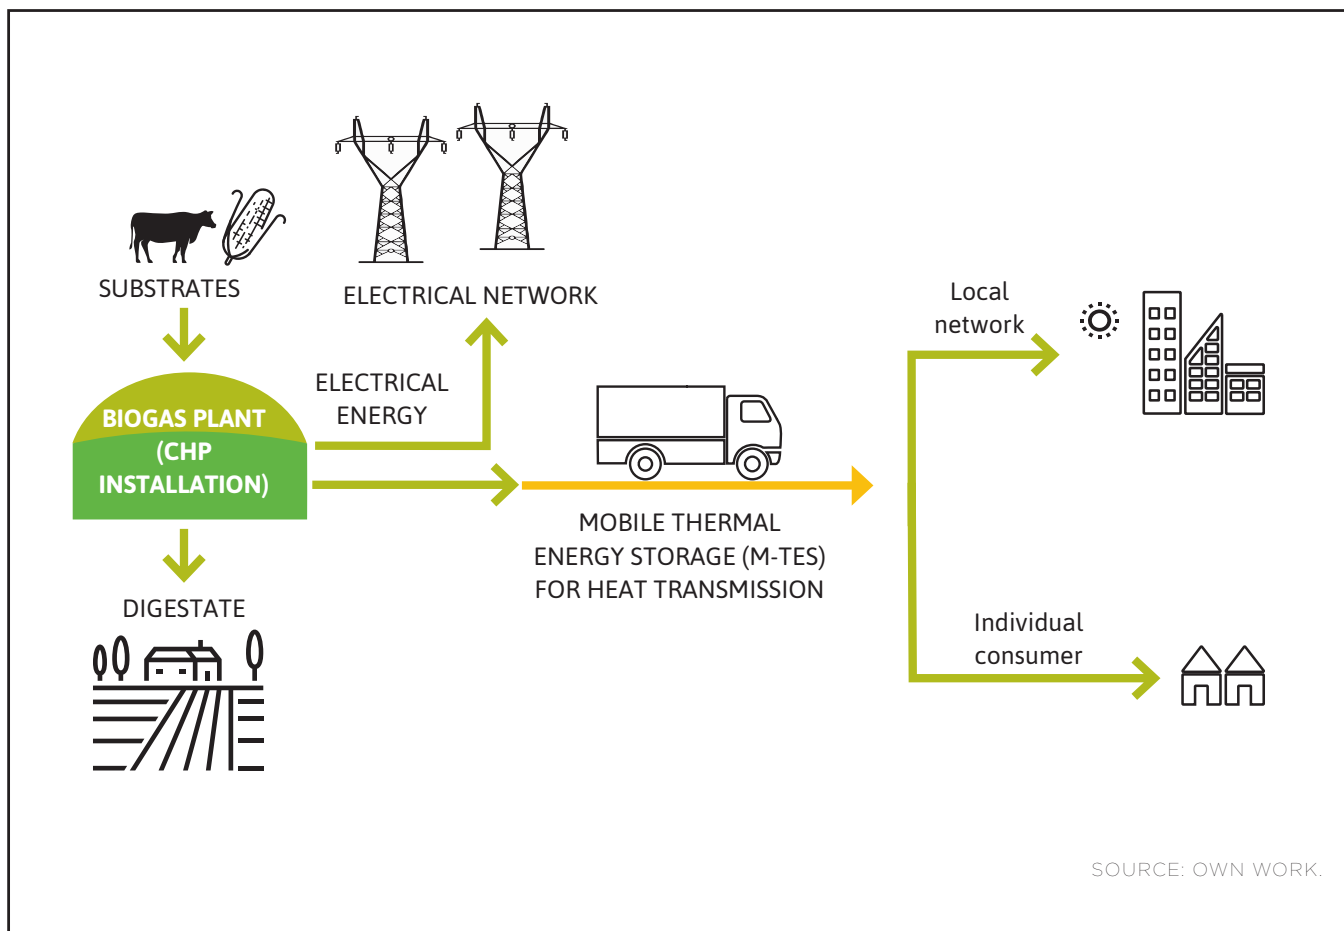 SUBSTRATES
ELECTRICAL NETWORK
ELECTRICAL
ENERGY
BIOGAS PLANT
(CHP
INSTALLATION)
DIGESTATE
MOBILE THERMAL
ENERGY STORAGE (M-TES)
FOR HEAT TRANSMISSION
Local
network
Individual
consumer
SOURCE: OWN WORK.